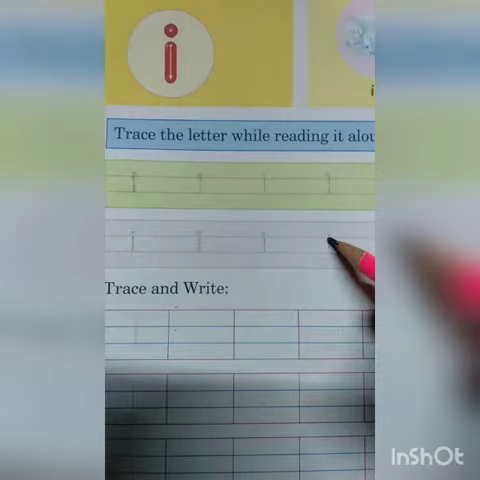 i
i
Trace the letter while reading it alou
i i i i
i i i
Trace and Write:
InShOt